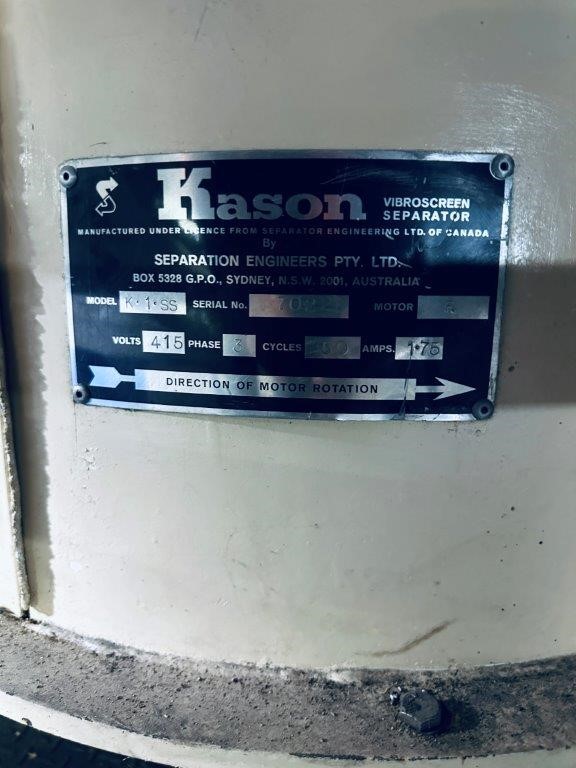 Kason VIBROSCREEN SEPARATOR
MANUFACTURED UNDER LICENCE FROM SEPARATOR ENGINEERING LTD. OF CANADA
By
SEPARATION ENGINEERS PTY. LTD.
BOX 5328 G.P.O., SYDNEY, N.S.W. 2001, AUSTRALIA
MODEL K·1·SS SERIAL No. MOTOR
VOLTS 415 PHASE 3 CYCLES 50 AMPS. 1·75
DIRECTION OF MOTOR ROTATION